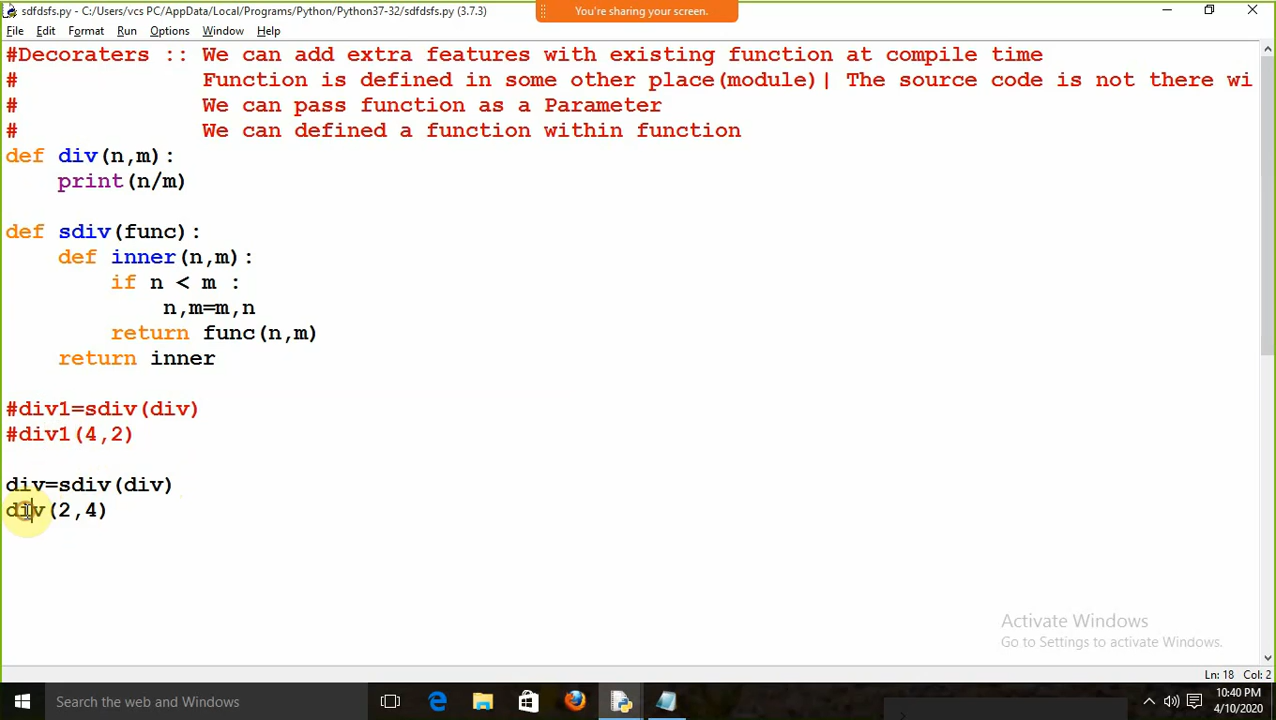 sdfdsfs.py - C:/Users/vcs PC/AppData/Local/Programs/Python/Python37-32/sdfdsfs.py (3.7.3)
You're sharing your screen.
File Edit Format Run Options Window Help
#Decoraters :: We can add extra features with existing function at compile time
# Function is defined in some other place(module)| The source code is not there wi
# We can pass function as a Parameter
# We can defined a function within function
def div(n,m):
    print(n/m)
def sdiv(func):
    def inner(n,m):
        if n < m :
            n,m=m,n
        return func(n,m)
    return inner
#div1=sdiv(div)
#div1(4,2)
div=sdiv(div)
div(2,4)
Activate Windows
Go to Settings to activate Windows.
Ln: 18 Col: 2
Search the web and Windows
10:40 PM
4/10/2020